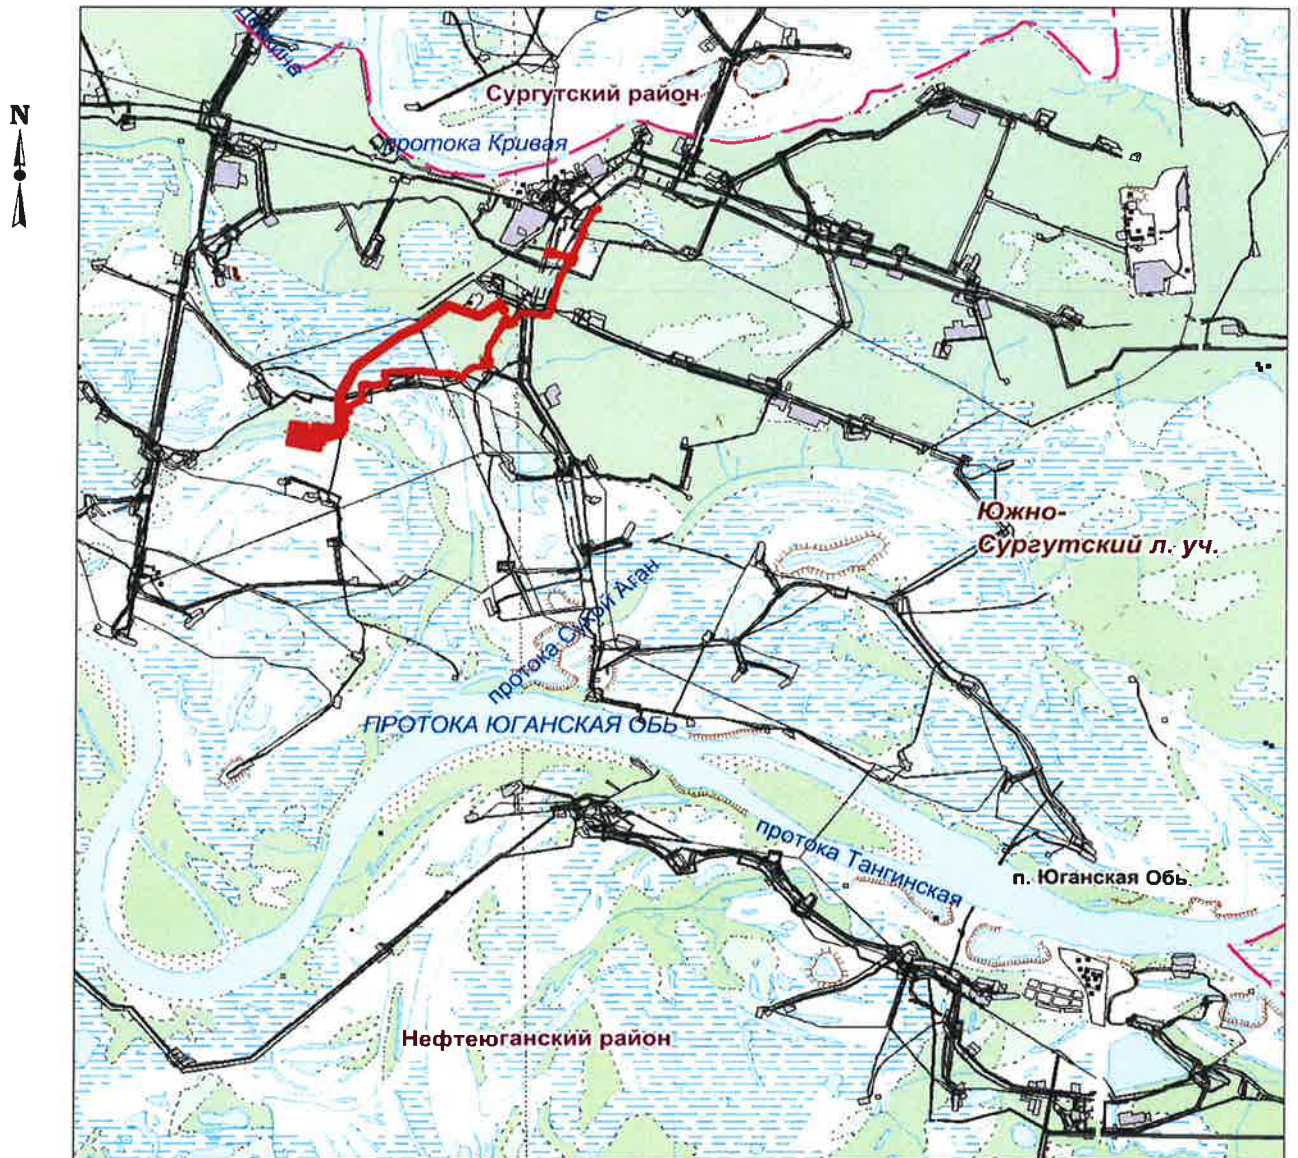 N
Сургутский район
протока Кривая
Южно-
Сургутский л. уч.
протока Сухой Аган
ПРОТОКА ЮГАНСКАЯ ОБЬ
протока Тангинская
п. Юганская Обь
Нефтеюганский район